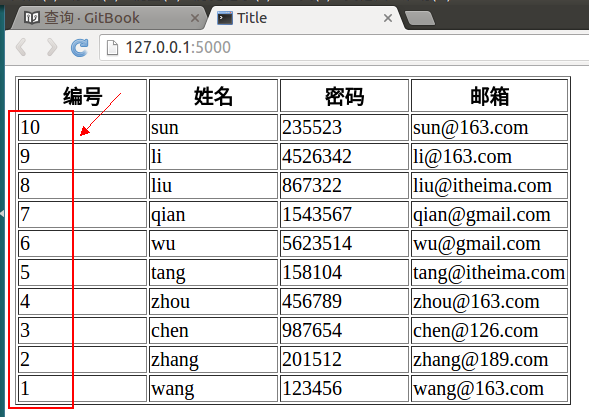 查询 · GitBook
Title
127.0.0.1:5000
编号 姓名 密码 邮箱
10 sun 235523 sun@163.com
9 li 4526342 li@163.com
8 liu 867322 liu@itheima.com
7 qian 1543567 qian@gmail.com
6 wu 5623514 wu@gmail.com
5 tang 158104 tang@itheima.com
4 zhou 456789 zhou@163.com
3 chen 987654 chen@126.com
2 zhang 201512 zhang@189.com
1 wang 123456 wang@163.com